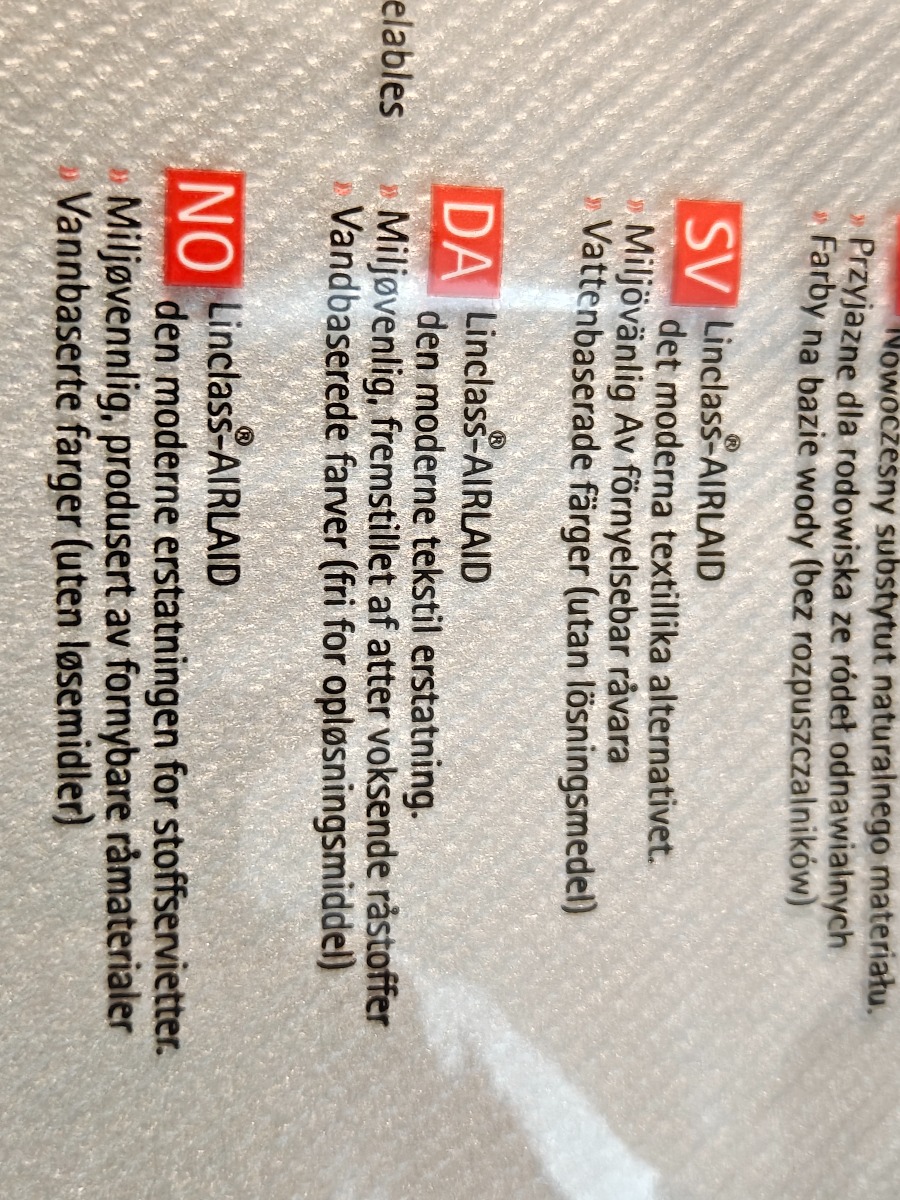 Nowoczesny substytut naturalnego materiału.
» Przyjazne dla rodowiska ze ródeł odnawialnych
» Farby na bazie wody (bez rozpuszczalników)
SV Linclass®-AIRLAID
det moderna textillika alternativet.
» Miljövänlig Av förnyelsebar råvara
» Vattenbaserade färger (utan lösningsmedel)
DA Linclass®-AIRLAID
den moderne tekstil erstatning.
» Miljøvenlig, fremstillet af atter voksende råstoffer
» Vandbaserede farver (fri for opløsningsmiddel)
NO Linclass®-AIRLAID
den moderne erstatningen for stoffservietter.
» Miljøvennlig, produsert av fornybare råmaterialer
» Vannbaserte farger (uten løsemidler)
elables